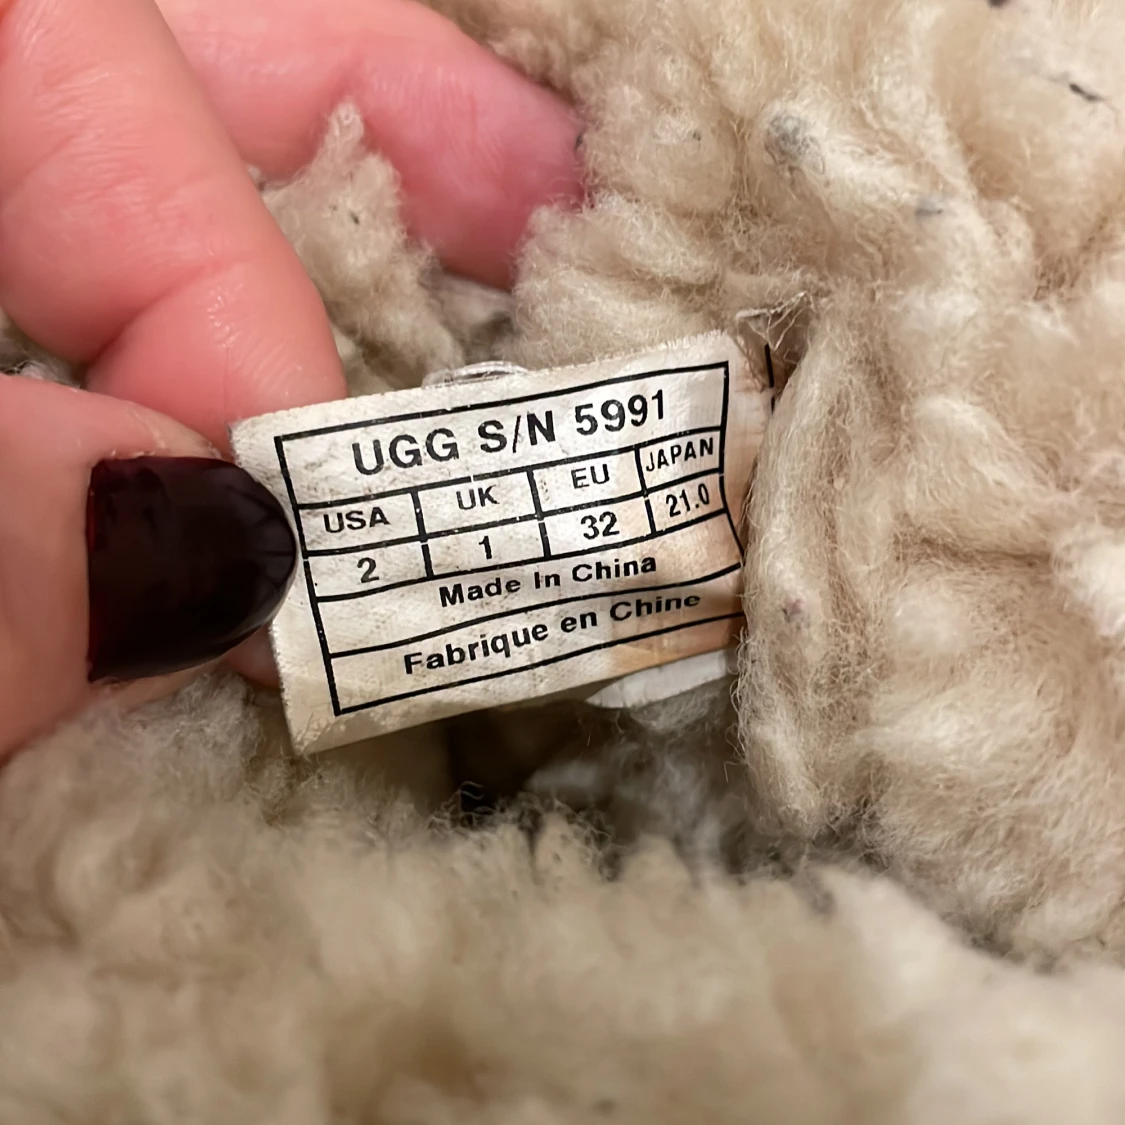 UGG S/N 5991
USA UK EU JAPAN
2 1 32 21.0
Made In China
Fabrique en Chine